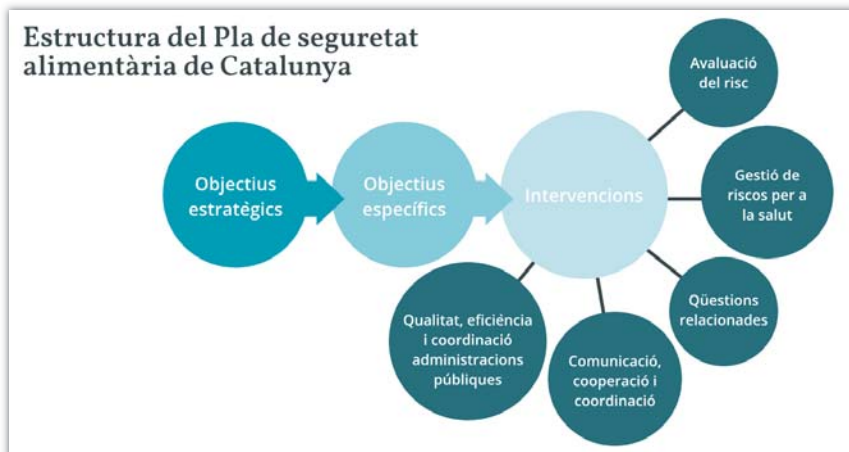 Estructura del Pla de seguretat
alimentària de Catalunya
Objectius
estratègics
Objectius
específics
Intervencions
Avaluació
del risc
Gestió de
riscos per a
la salut
Qüestions
relacionades
Comunicació,
cooperació i
coordinació
Qualitat, eficiéncia
i coordinació
administracions
públiques